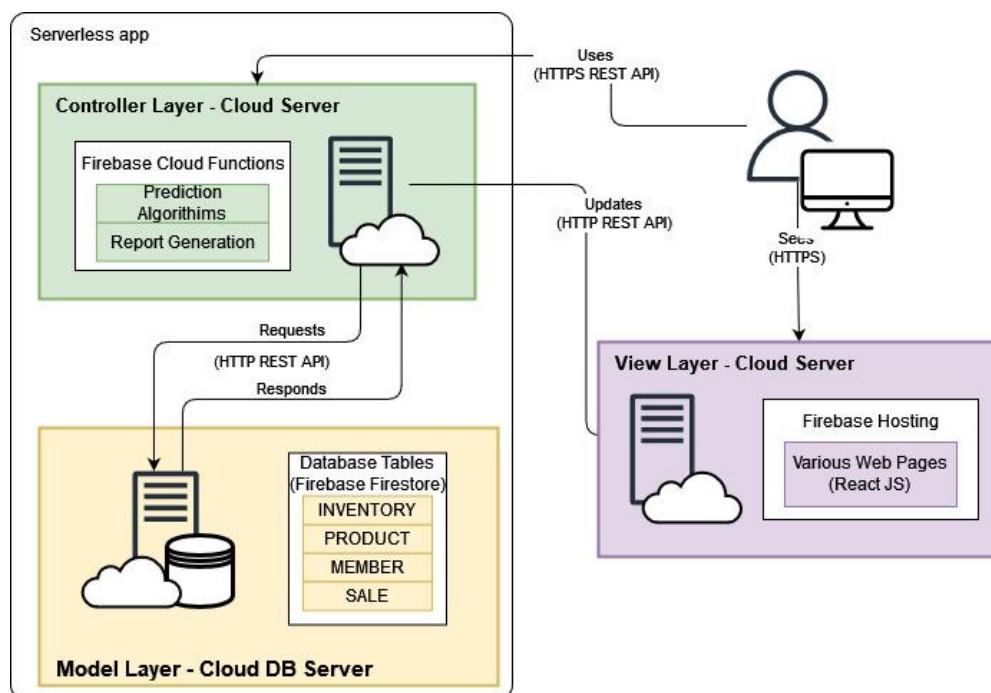 Serverless app
Uses
(HTTPS REST API)
Controller Layer - Cloud Server
Firebase Cloud Functions
Prediction
Algorithims
Report Generation
Updates
(HTTP REST API)
Sees
(HTTPS)
Requests
(HTTP REST API)
Responds
View Layer - Cloud Server
Firebase Hosting
Various Web Pages
(React JS)
Database Tables
(Firebase Firestore)
INVENTORY
PRODUCT
MEMBER
SALE
Model Layer - Cloud DB Server